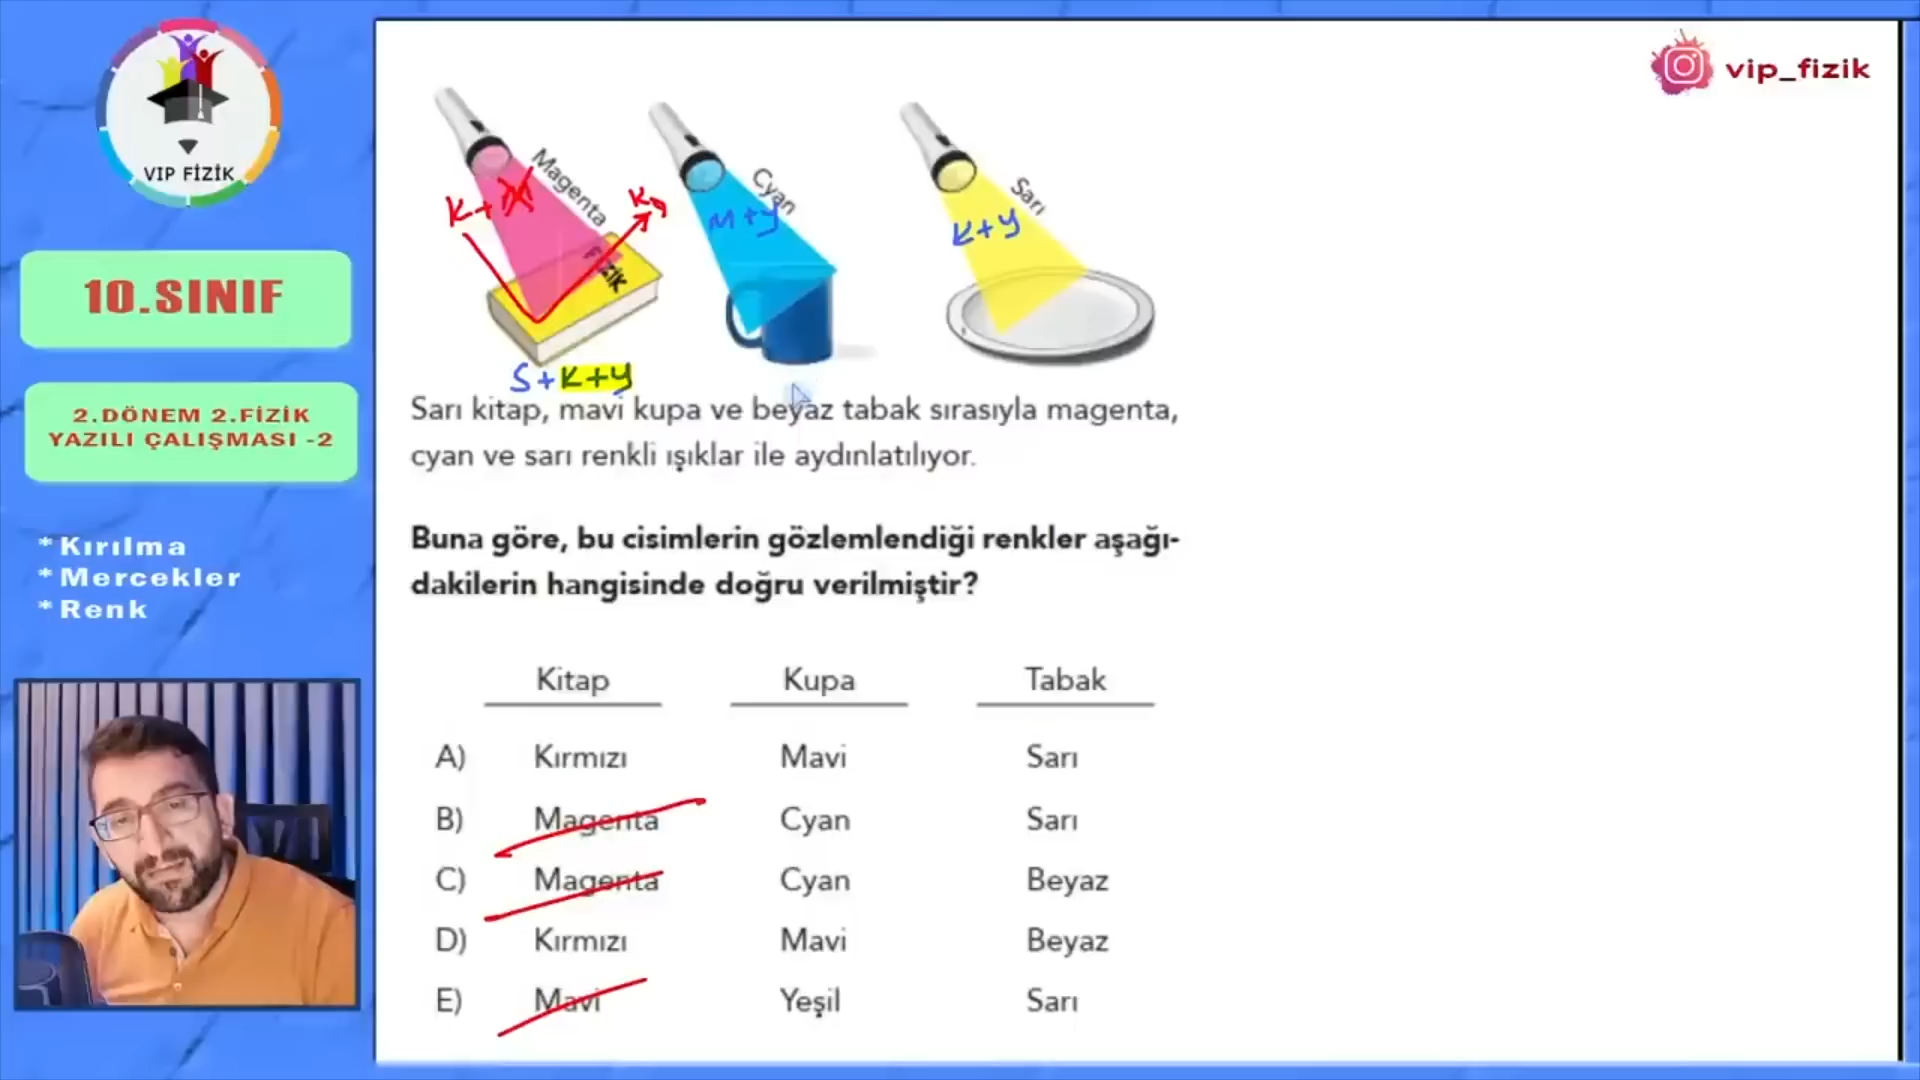 VIP FİZİK
10.SINIF
2.DÖNEM 2.FİZİK
YAZILI ÇALIŞMASI -2
*Kırılma
*Mercekler
*Renk
vip_fizik
Magenta
Cyan
Sarı
K+M
M+y
K+y
FİZİK
S+K+y
Sarı kitap, mavi kupa ve beyaz tabak sırasıyla magenta,
cyan ve sarı renkli ışıklar ile aydınlatılıyor.
Buna göre, bu cisimlerin gözlemlendiği renkler aşağı-
dakilerin hangisinde doğru verilmiştir?
Kitap Kupa Tabak
A) Kırmızı Mavi Sarı
B) Magenta Cyan Sarı
C) Magenta Cyan Beyaz
D) Kırmızı Mavi Beyaz
E) Mavi Yeşil Sarı